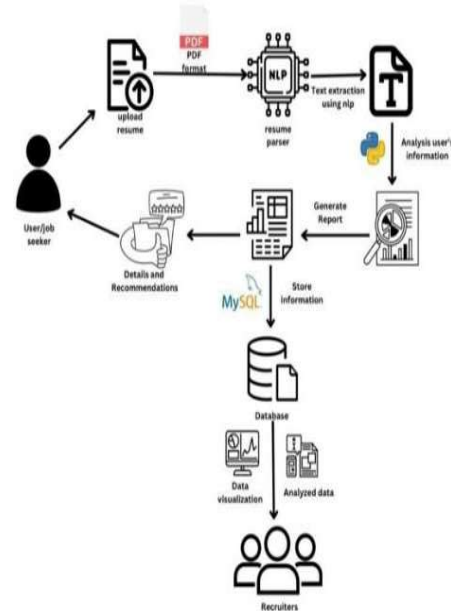 PDF
PDF
format
upload
resume
NLP
resume
parser
Text extraction
using nlp
T
Analysis user's
information
User/job
seeker
Generate
Report
Details and
Recommendations
MySQL
Store
information
Database
Data
visualization
Analyzed data
Recruiters